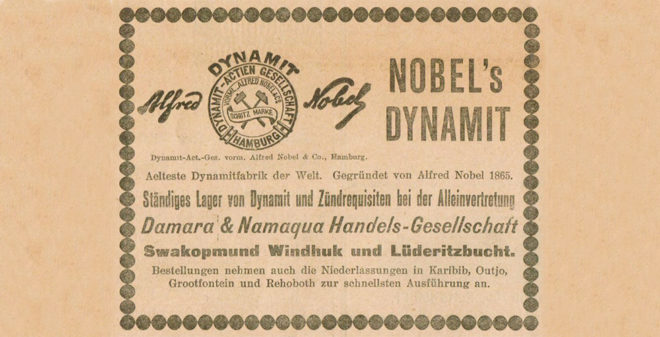 DYNAMIT
DYNAMIT-ACTIEN GESELLSCHAFT
VORML. ALFRED NOBEL & CO
SCHUTZ MARKE
HAMBURG
Alfred Nobel
NOBEL's
DYNAMIT
Dynamit-Act.-Ges. vorm. Alfred Nobel & Co., Hamburg.
Aelteste Dynamitfabrik der Welt. Gegründet von Alfred Nobel 1865.
Ständiges Lager von Dynamit und Zündrequisiten bei der Alleinvertretung
Damara & Namaqua Handels-Gesellschaft
Swakopmund Windhuk und Lüderitzbucht.
Bestellungen nehmen auch die Niederlassungen in Karibib, Outjo,
Grootfontein und Rehoboth zur schnellsten Ausführung an.